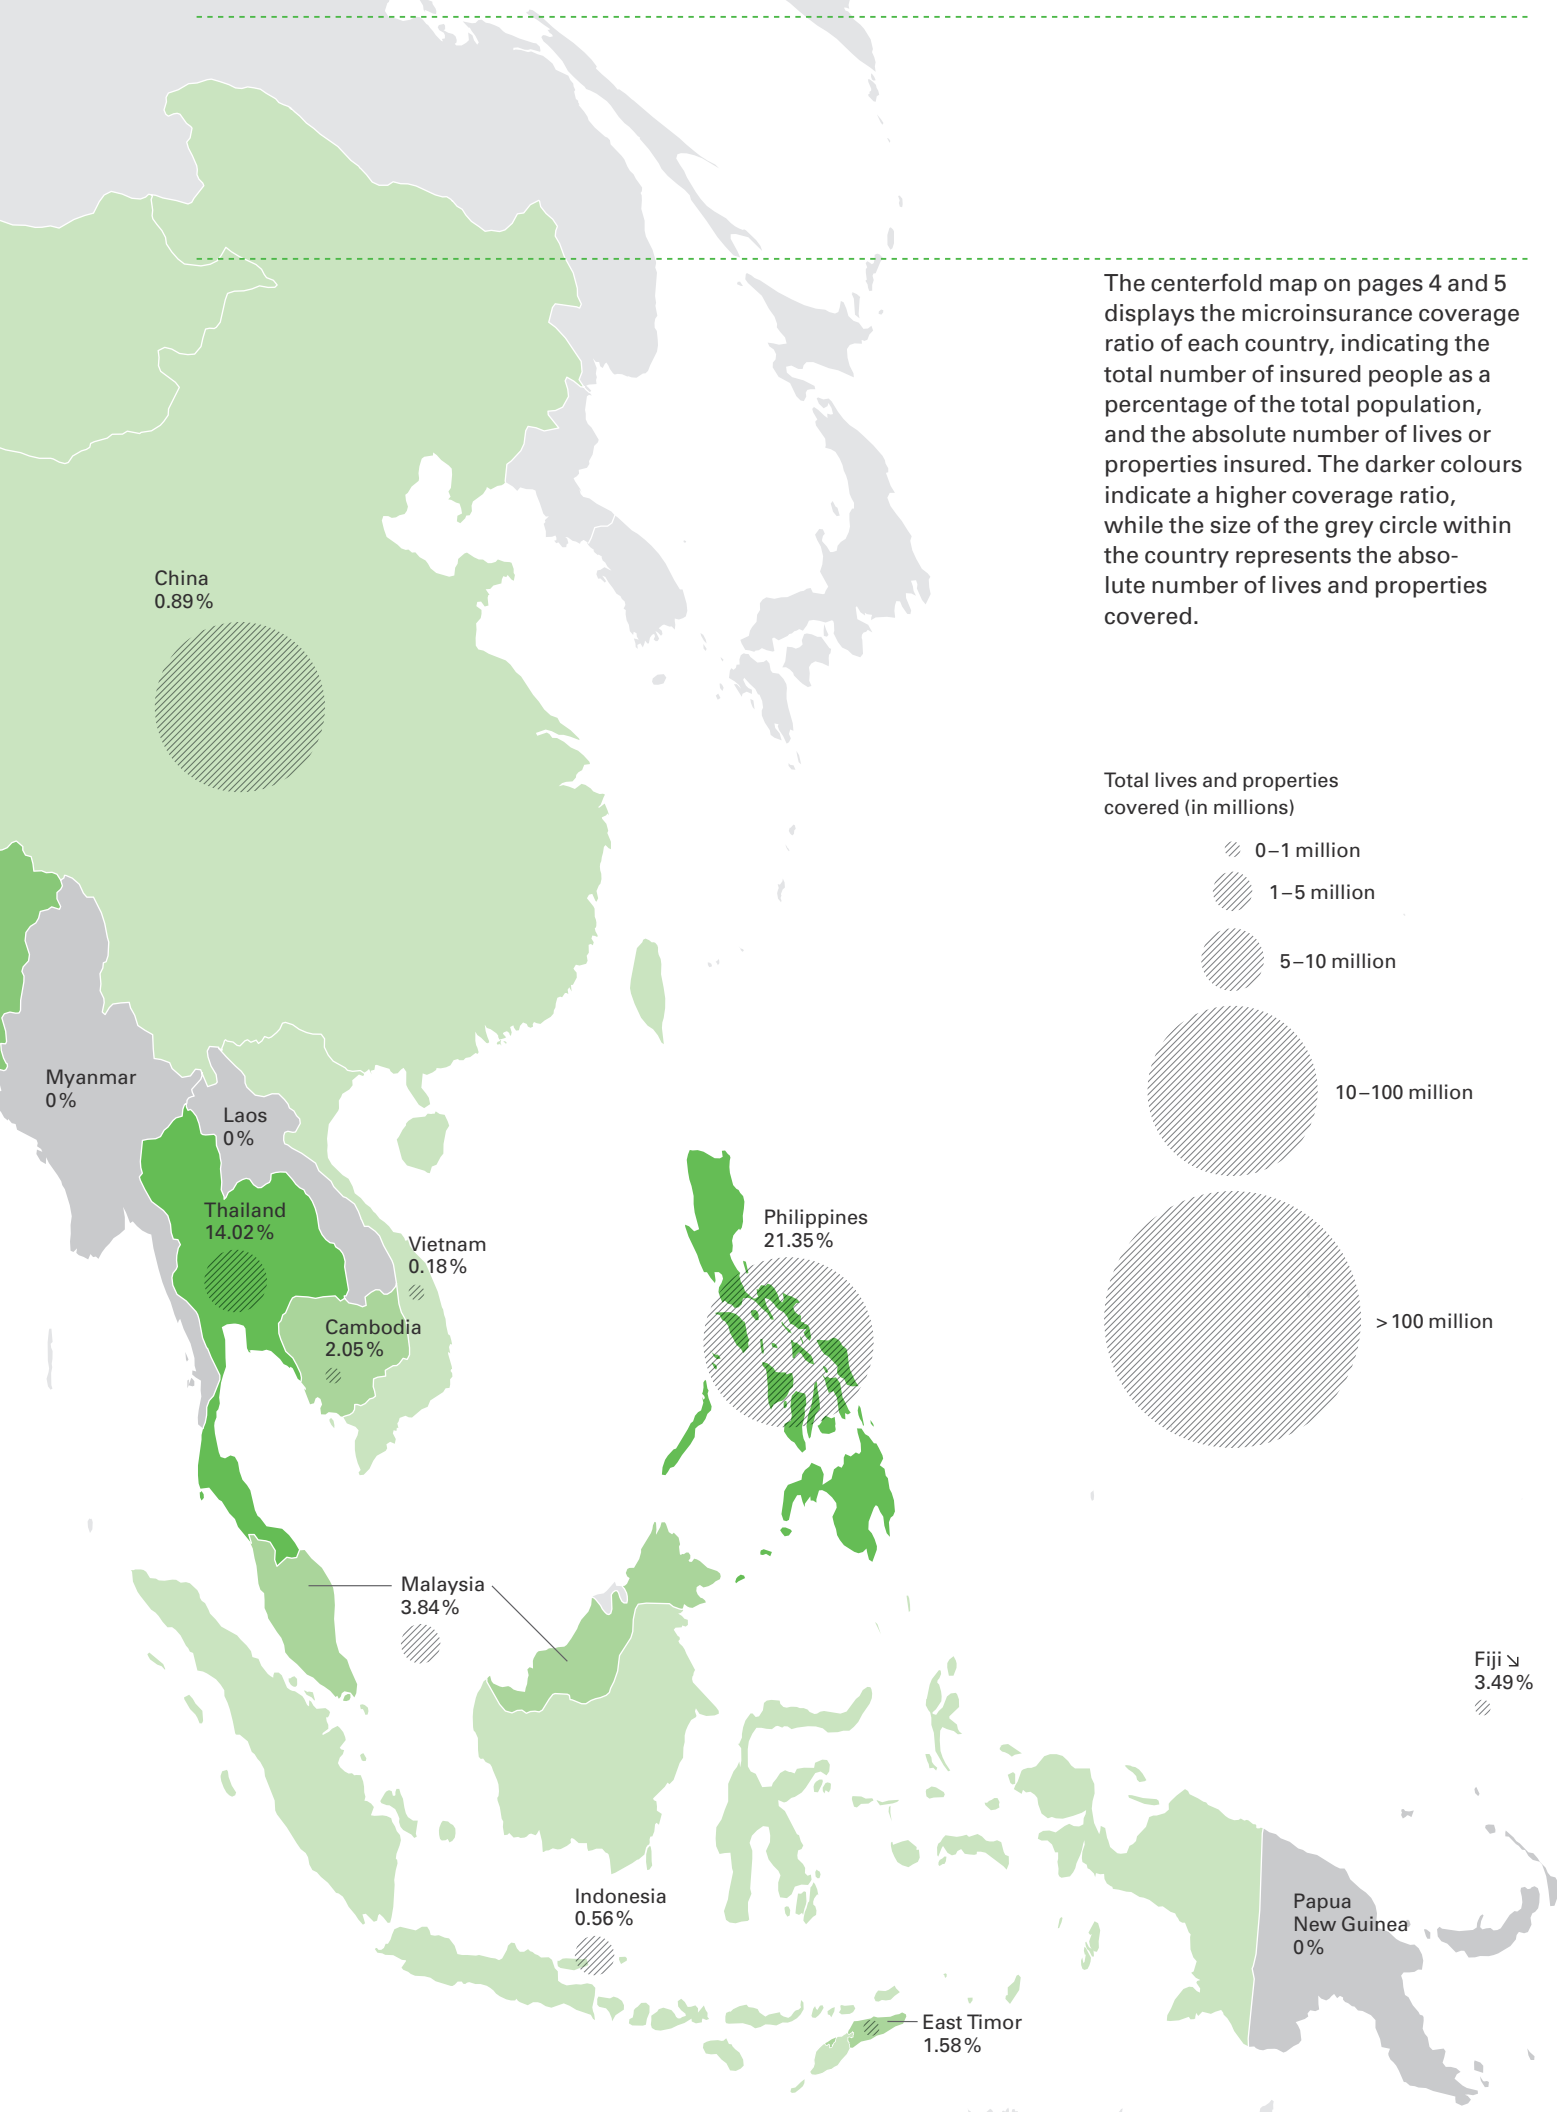 The centerfold map on pages 4 and 5
displays the microinsurance coverage
ratio of each country, indicating the
total number of insured people as a
percentage of the total population,
and the absolute number of lives or
properties insured. The darker colours
indicate a higher coverage ratio,
while the size of the grey circle within
the country represents the abso-
lute number of lives and properties
covered.
China
0.89%
Total lives and properties
covered (in millions)
0–1 million
1–5 million
5–10 million
10–100 million
>100 million
Myanmar
0%
Laos
0%
Thailand
14.02%
Vietnam
0.18%
Cambodia
2.05%
Philippines
21.35%
Malaysia
3.84%
Fiji ↘
3.49%
Indonesia
0.56%
Papua
New Guinea
0%
East Timor
1.58%